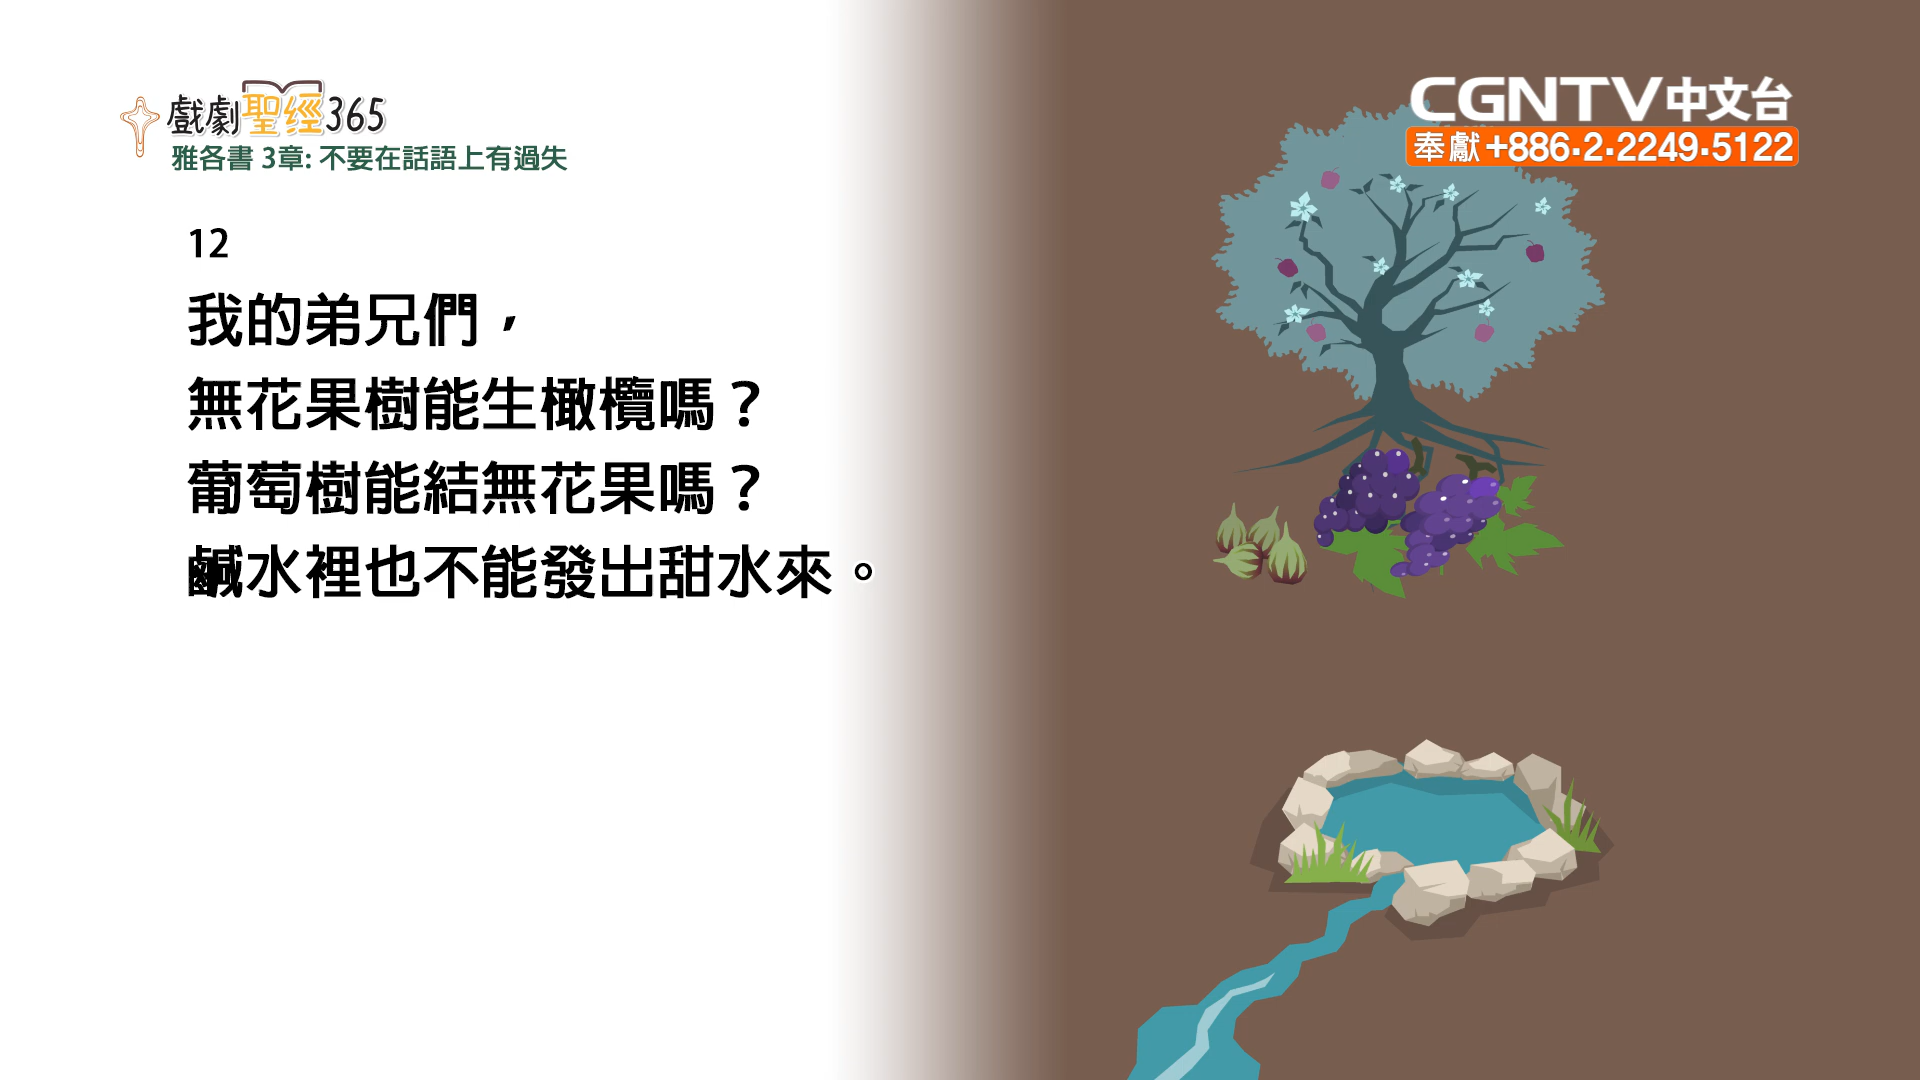 戲劇聖經365
雅各書 3章: 不要在話語上有過失
CGNTV中文台
奉獻 +886·2·2249·5122
12
我的弟兄們，
無花果樹能生橄欖嗎？
葡萄樹能結無花果嗎？
鹹水裡也不能發出甜水來。